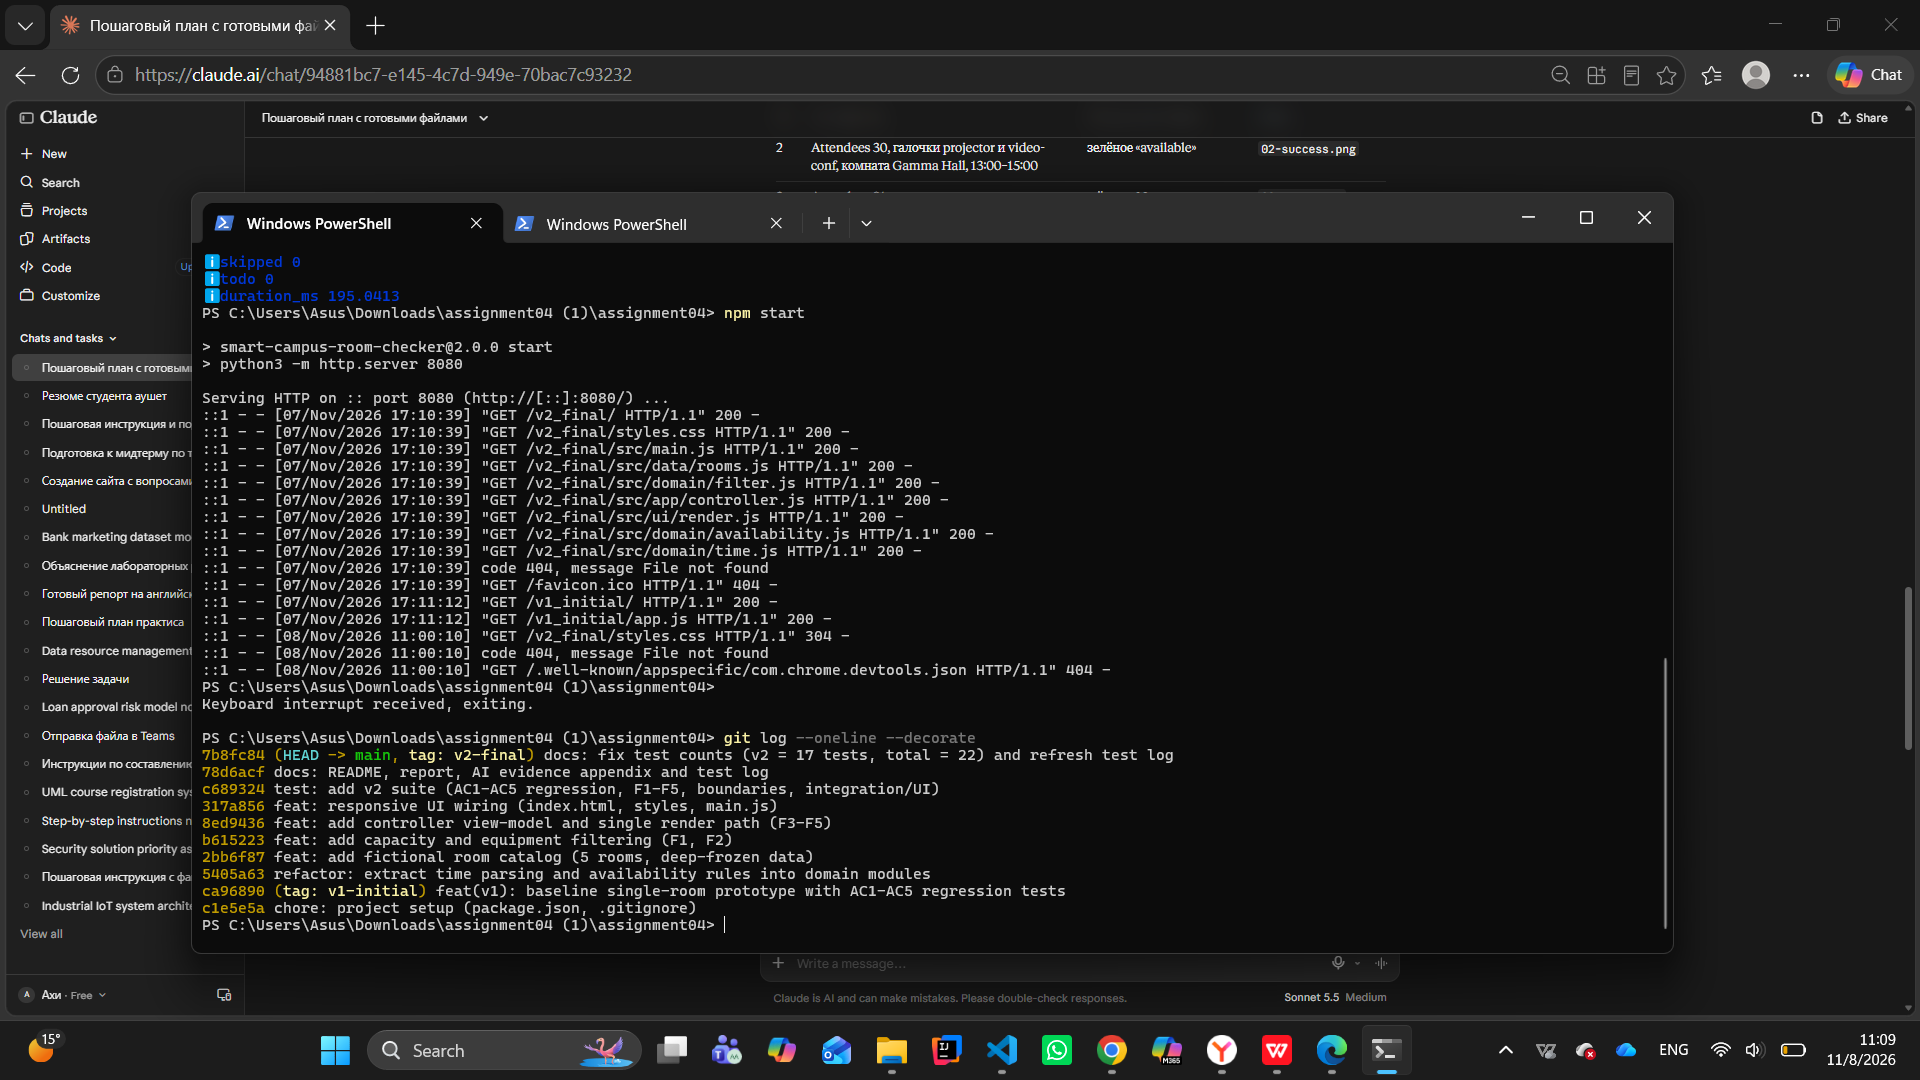 Пошаговый план с готовыми фай
https://claude.ai/chat/94881bc7-e145-4c7d-949e-70bac7c93232
Chat
Claude
Пошаговый план с готовыми файлами
Share
New
Search
Projects
Artifacts
Code
Up
Customize
Chats and tasks
Пошаговый план с готовым
Резюме студента аушет
Пошаговая инструкция и по
Подготовка к мидтерму по т
Создание сайта с вопросами
Untitled
Bank marketing dataset mo
Объяснение лабораторных
Готовый репорт на английск
Пошаговый план практиса
Data resource management
Решение задачи
Loan approval risk model no
Отправка файла в Teams
Инструкции по составлению
UML course registration sys
Step-by-step instructions n
Security solution priority as
Пошаговая инструкция с фа
Industrial IoT system archite
View all
А Ахи · Free
2 Attendees 30, галочки projector и video-
conf, комната Gamma Hall, 13:00-15:00
зелёное «available»
02-success.png
Windows PowerShell
Windows PowerShell
skipped 0
todo 0
duration_ms 195.0413
PS C:\Users\Asus\Downloads\assignment04 (1)\assignment04> npm start
> smart-campus-room-checker@2.0.0 start
> python3 -m http.server 8080
Serving HTTP on :: port 8080 (http://[::]:8080/) ...
::1 - - [07/Nov/2026 17:10:39] "GET /v2_final/ HTTP/1.1" 200 -
::1 - - [07/Nov/2026 17:10:39] "GET /v2_final/styles.css HTTP/1.1" 200 -
::1 - - [07/Nov/2026 17:10:39] "GET /v2_final/src/main.js HTTP/1.1" 200 -
::1 - - [07/Nov/2026 17:10:39] "GET /v2_final/src/data/rooms.js HTTP/1.1" 200 -
::1 - - [07/Nov/2026 17:10:39] "GET /v2_final/src/domain/filter.js HTTP/1.1" 200 -
::1 - - [07/Nov/2026 17:10:39] "GET /v2_final/src/app/controller.js HTTP/1.1" 200 -
::1 - - [07/Nov/2026 17:10:39] "GET /v2_final/src/ui/render.js HTTP/1.1" 200 -
::1 - - [07/Nov/2026 17:10:39] "GET /v2_final/src/domain/availability.js HTTP/1.1" 200 -
::1 - - [07/Nov/2026 17:10:39] "GET /v2_final/src/domain/time.js HTTP/1.1" 200 -
::1 - - [07/Nov/2026 17:10:39] code 404, message File not found
::1 - - [07/Nov/2026 17:10:39] "GET /favicon.ico HTTP/1.1" 404 -
::1 - - [07/Nov/2026 17:11:12] "GET /v1_initial/ HTTP/1.1" 200 -
::1 - - [07/Nov/2026 17:11:12] "GET /v1_initial/app.js HTTP/1.1" 200 -
::1 - - [08/Nov/2026 11:00:10] "GET /v2_final/styles.css HTTP/1.1" 304 -
::1 - - [08/Nov/2026 11:00:10] code 404, message File not found
::1 - - [08/Nov/2026 11:00:10] "GET /.well-known/appspecific/com.chrome.devtools.json HTTP/1.1" 404 -
PS C:\Users\Asus\Downloads\assignment04 (1)\assignment04>
Keyboard interrupt received, exiting.
PS C:\Users\Asus\Downloads\assignment04 (1)\assignment04> git log --oneline --decorate
7b8fc84 (HEAD -> main, tag: v2-final) docs: fix test counts (v2 = 17 tests, total = 22) and refresh test log
78d6acf docs: README, report, AI evidence appendix and test log
c689324 test: add v2 suite (AC1-AC5 regression, F1-F5, boundaries, integration/UI)
317a856 feat: responsive UI wiring (index.html, styles, main.js)
8ed9436 feat: add controller view-model and single render path (F3-F5)
b615223 feat: add capacity and equipment filtering (F1, F2)
2bb6f87 feat: add fictional room catalog (5 rooms, deep-frozen data)
5405a63 refactor: extract time parsing and availability rules into domain modules
ca96890 (tag: v1-initial) feat(v1): baseline single-room prototype with AC1-AC5 regression tests
c1e5e5a chore: project setup (package.json, .gitignore)
PS C:\Users\Asus\Downloads\assignment04 (1)\assignment04>
Write a message...
Claude is AI and can make mistakes. Please double-check responses.
Sonnet 5.5 Medium
15°
Search
ENG
11:09
11/8/2026